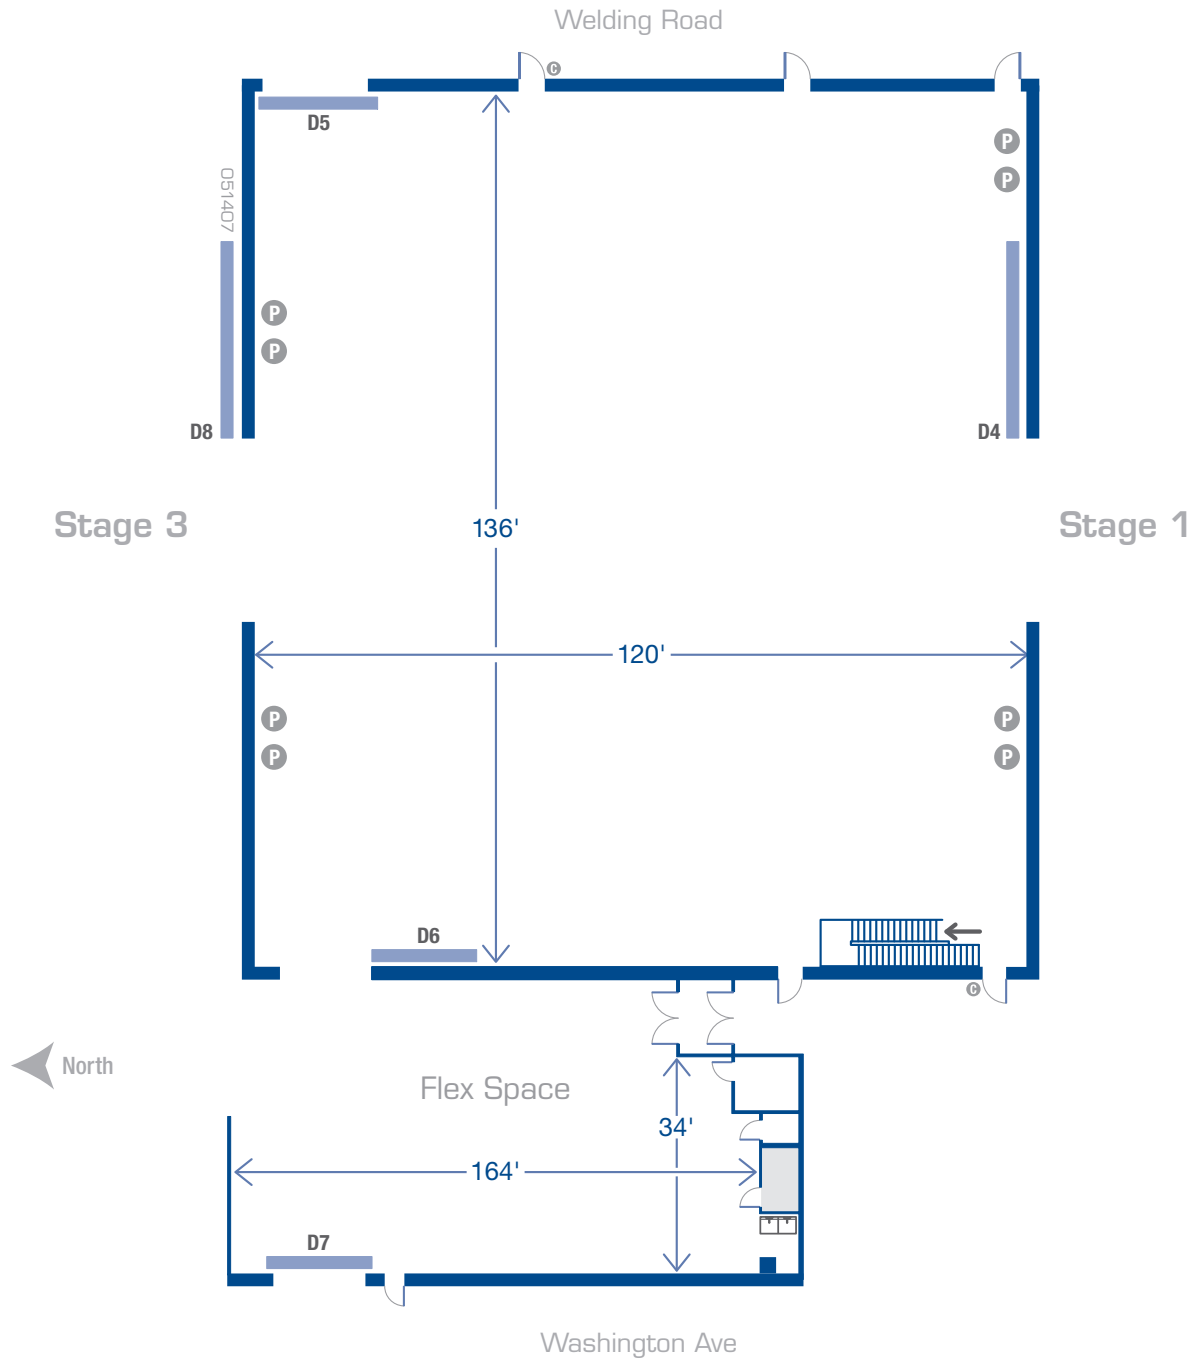 Welding Road
C
D5
P
P
051407
P
P
D8
D4
Stage 3
Stage 1
136'
120'
P
P
P
P
D6
C
North
Flex Space
34'
164'
D7
Washington Ave